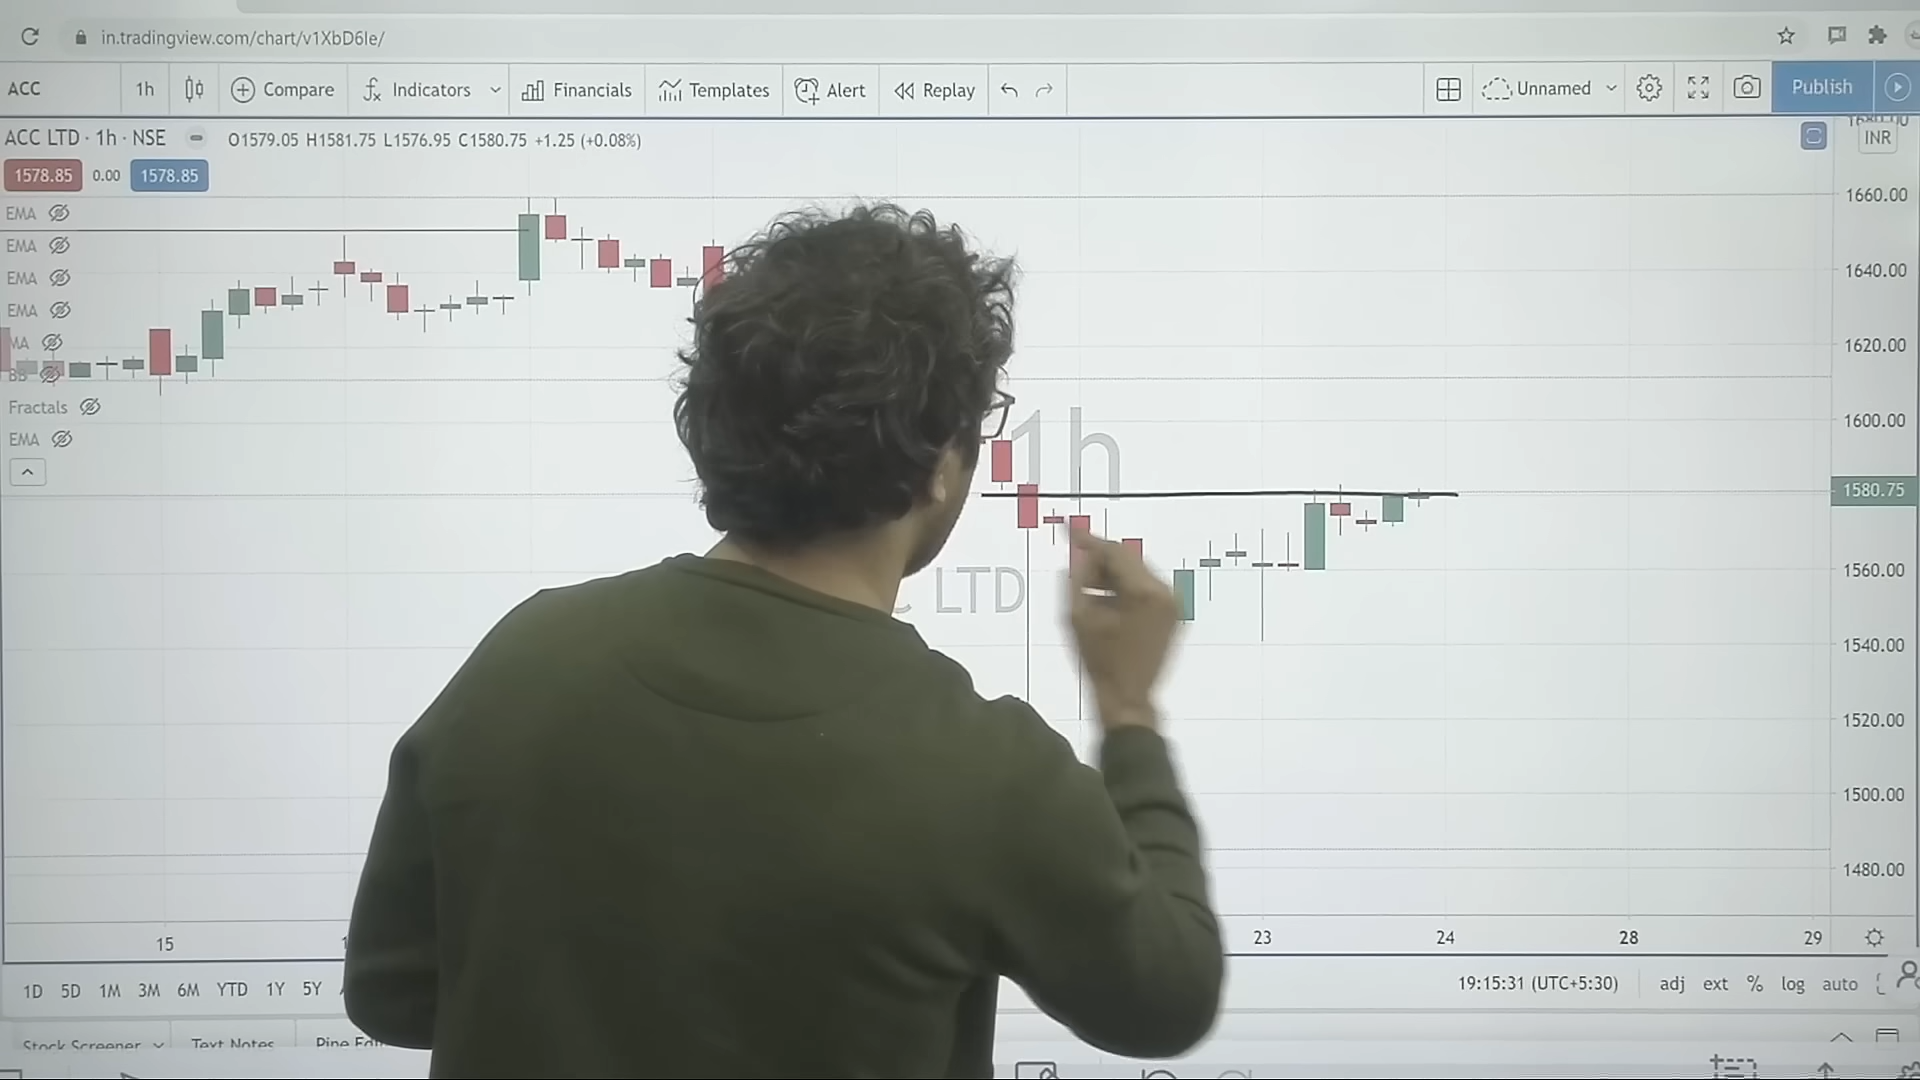 in.tradingview.com/chart/v1XbD6Ie/
ACC 1h Compare Indicators Financials Templates Alert Replay Unnamed Publish
ACC LTD · 1h · NSE O1579.05 H1581.75 L1576.95 C1580.75 +1.25 (+0.08%)
INR
1578.85 0.00 1578.85
1660.00
EMA
EMA
1640.00
EMA
EMA
MA
1620.00
BB
Fractals
1600.00
EMA
1h
1580.75
1560.00
LTD
1540.00
1520.00
1500.00
1480.00
15 23 24 28 29
1D 5D 1M 3M 6M YTD 1Y 5Y 19:15:31 (UTC+5:30) adj ext % log auto
Stock Screener Text Notes Pine